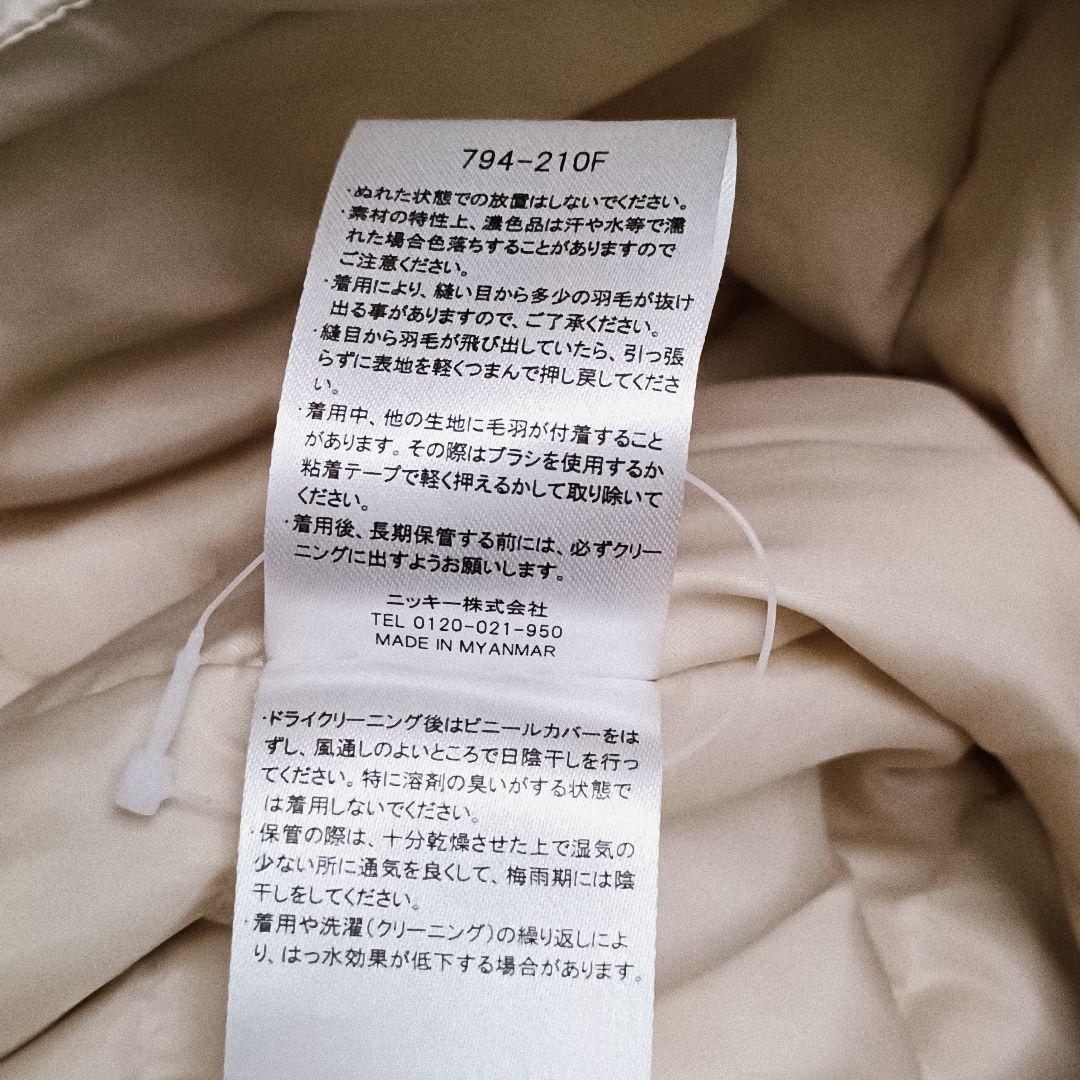 794-210F
・ぬれた状態での放置はしないでください。
・素材の特性上、濃色品は汗や水等で濡
れた場合色落ちすることがありますので
ご注意ください。
・着用により、縫い目から多少の羽毛が抜け
出る事がありますので、ご了承ください。
・縫目から羽毛が飛び出していたら、引っ張
らずに表地を軽くつまんで押し戻してくださ
い。
・着用中、他の生地に毛羽が付着すること
があります。その際はブラシを使用するか
粘着テープで軽く押えるかして取り除いて
ください。
・着用後、長期保管する前には、必ずクリー
ニングに出すようお願いします。
ニッキー株式会社
TEL 0120-021-950
MADE IN MYANMAR
・ドライクリーニング後はビニールカバーをは
ずし、風通しのよいところで日陰干しを行っ
てください。特に溶剤の臭いがする状態で
は着用しないでください。
・保管の際は、十分乾燥させた上で湿気の
少ない所に通気を良くして、梅雨期には陰
干しをしてください。
・着用や洗濯(クリーニング)の繰り返しによ
り、はっ水効果が低下する場合があります。